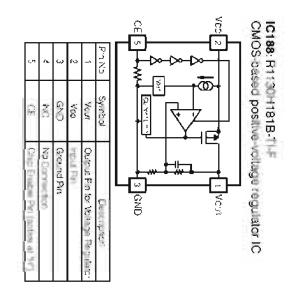 IC188: R1130H181B-T1-F
CMOS-based positive-voltage regulator IC
VDD 2
1 VOUT
CE 5
3 GND
Vref
Pin No. Symbol Description
1 VOUT Output Pin for Voltage Regulator
2 VDD Input Pin
3 GND Ground Pin
4 NC No Connection
5 CE Chip Enable Pin (active at "H")